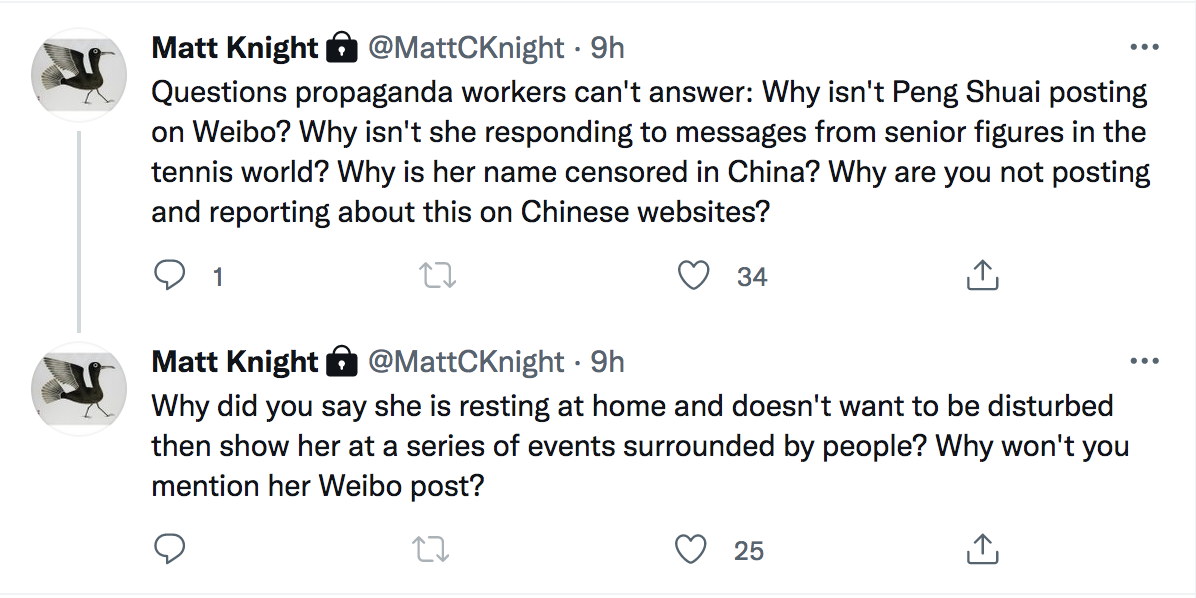 Matt Knight @MattCKnight · 9h
Questions propaganda workers can't answer: Why isn't Peng Shuai posting
on Weibo? Why isn't she responding to messages from senior figures in the
tennis world? Why is her name censored in China? Why are you not posting
and reporting about this on Chinese websites?
1 34
Matt Knight @MattCKnight · 9h
Why did you say she is resting at home and doesn't want to be disturbed
then show her at a series of events surrounded by people? Why won't you
mention her Weibo post?
25